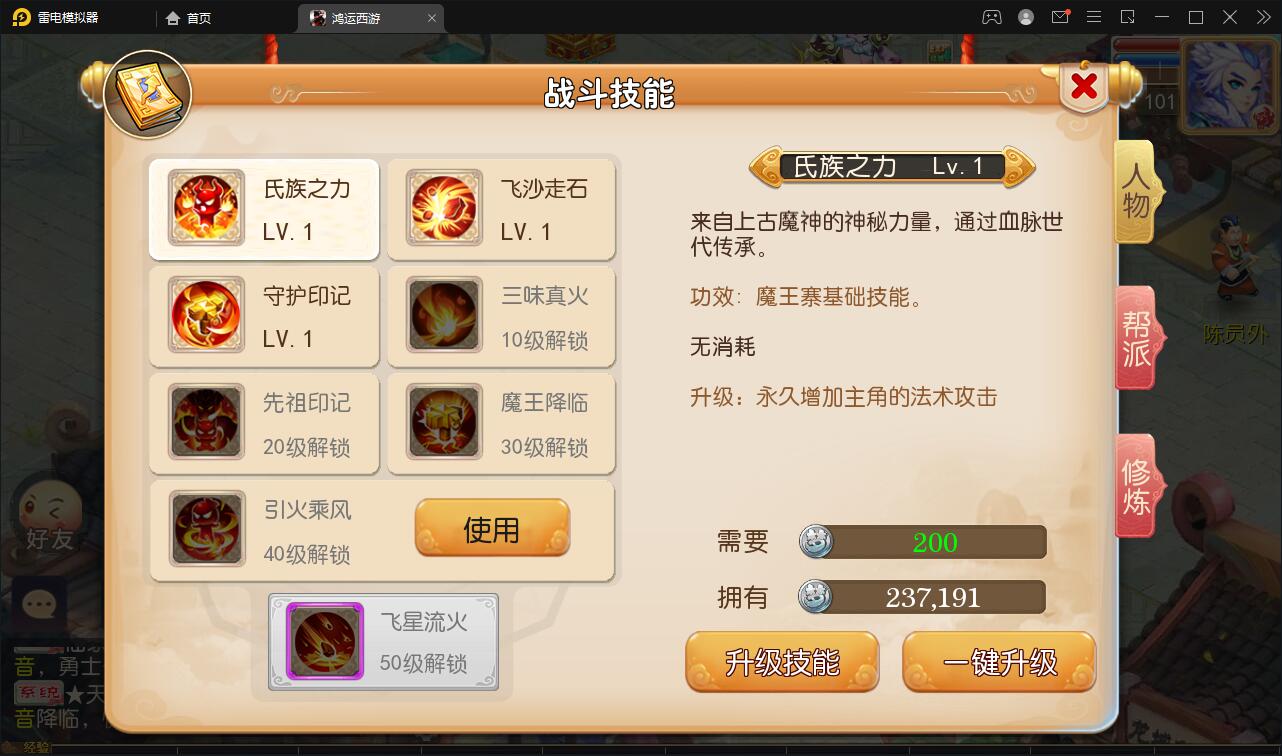 雷电模拟器
首页
鸿运西游
战斗技能
101
氏族之力
LV.1
飞沙走石
LV.1
守护印记
LV.1
三味真火
10级解锁
先祖印记
20级解锁
魔王降临
30级解锁
引火乘风
40级解锁
使用
飞星流火
50级解锁
氏族之力 Lv.1
来自上古魔神的神秘力量，通过血脉世
代传承。
功效：魔王寨基础技能。
无消耗
升级：永久增加主角的法术攻击
需要
200
拥有
237,191
升级技能
一键升级
人物
帮派
修炼
陈员外
好友
音，勇士
系统★天
音降临，
经验